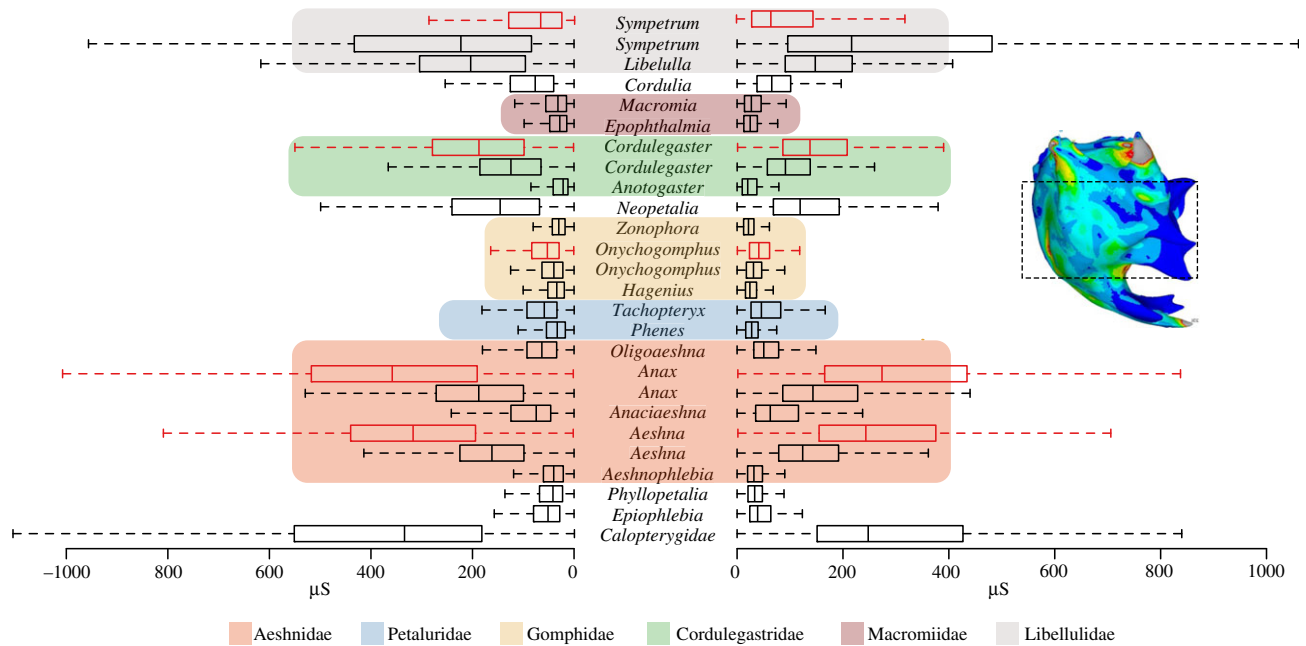 Sympetrum
Sympetrum
Libelulla
Cordulia
Macromia
Epophthalmia
Cordulegaster
Cordulegaster
Anotogaster
Neopetalia
Zonophora
Onychogomphus
Onychogomphus
Hagenius
Tachopteryx
Phenes
Oligoaeshna
Anax
Anax
Anaciaeshna
Aeshna
Aeshna
Aeshnophlebia
Phyllopetalia
Epiophlebia
Calopterygidae
–1000 800 600 400 200 0 0 200 400 600 800 1000
µS µS
Aeshnidae Petaluridae Gomphidae Cordulegastridae Macromiidae Libellulidae